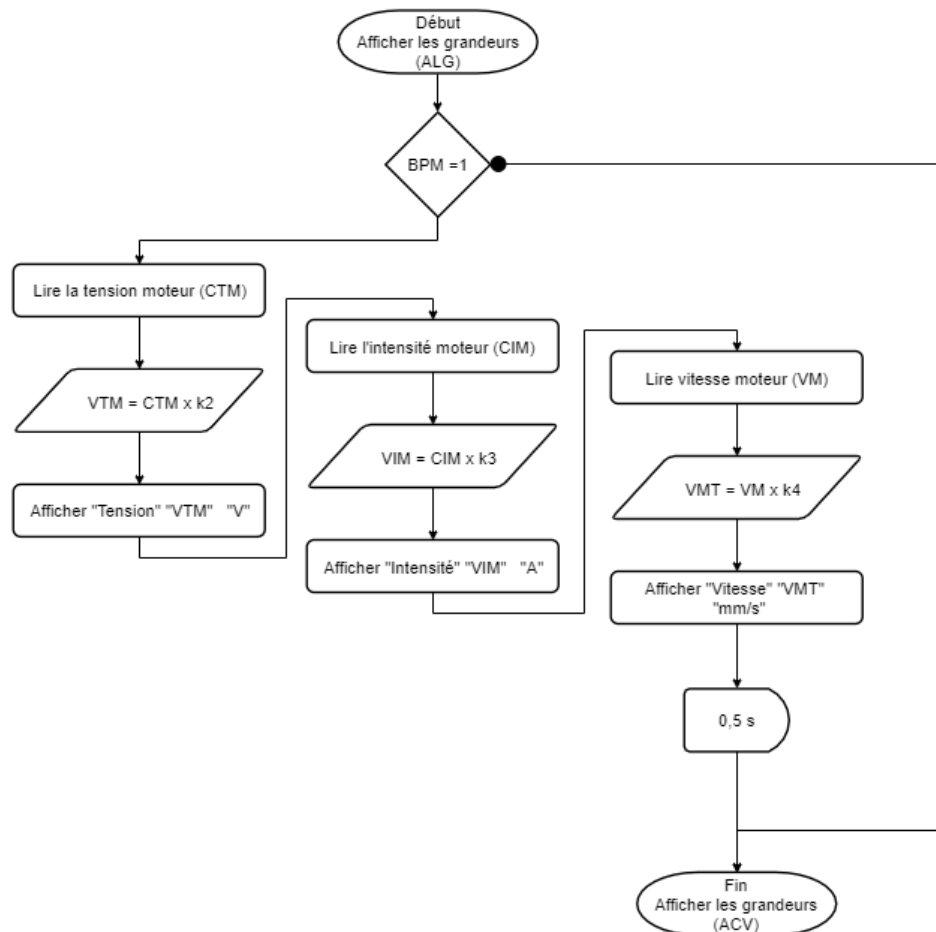 Début
Afficher les grandeurs
(ALG)
BPM =1
Lire la tension moteur (CTM)
VTM = CTM x k2
Afficher "Tension" "VTM" "V"
Lire l'intensité moteur (CIM)
VIM = CIM x k3
Afficher "Intensité" "VIM" "A"
Lire vitesse moteur (VM)
VMT = VM x k4
Afficher "Vitesse" "VMT"
"mm/s"
0,5 s
Fin
Afficher les grandeurs
(ACV)